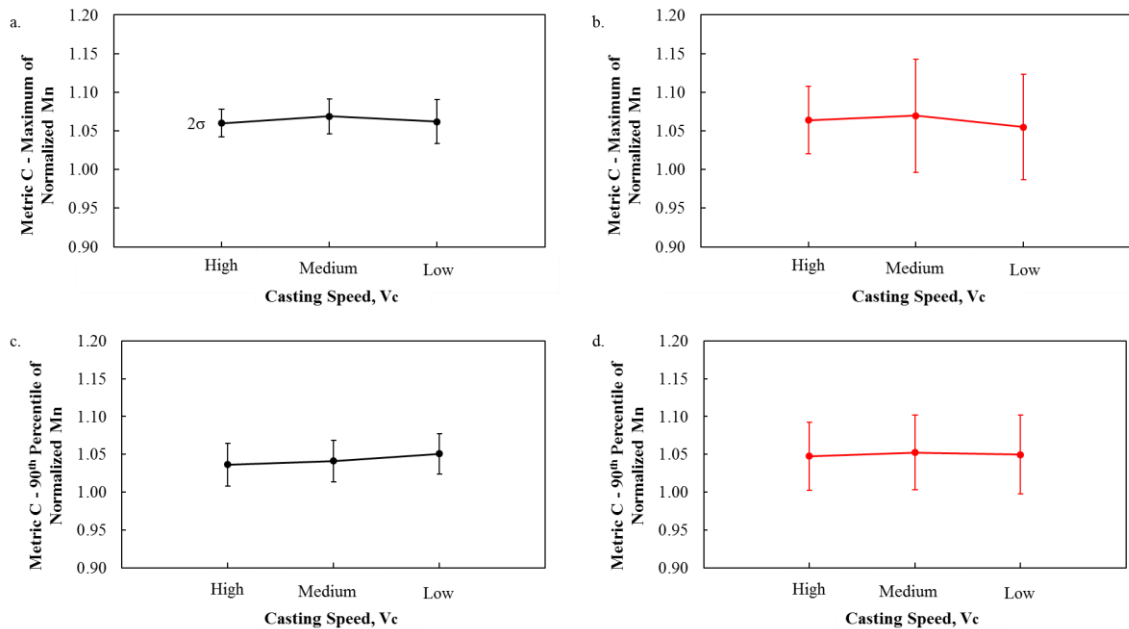 a.
Metric C - Maximum of
Normalized Mn
1.20
1.15
1.10
1.05
1.00
0.95
0.90
2σ
High
Medium
Low
Casting Speed, Vc
b.
Metric C - Maximum of
Normalized Mn
1.20
1.15
1.10
1.05
1.00
0.95
0.90
High
Medium
Low
Casting Speed, Vc
c.
Metric C - 90th Percentile of
Normalized Mn
1.20
1.15
1.10
1.05
1.00
0.95
0.90
High
Medium
Low
Casting Speed, Vc
d.
Metric C - 90th Percentile of
Normalized Mn
1.20
1.15
1.10
1.05
1.00
0.95
0.90
High
Medium
Low
Casting Speed, Vc